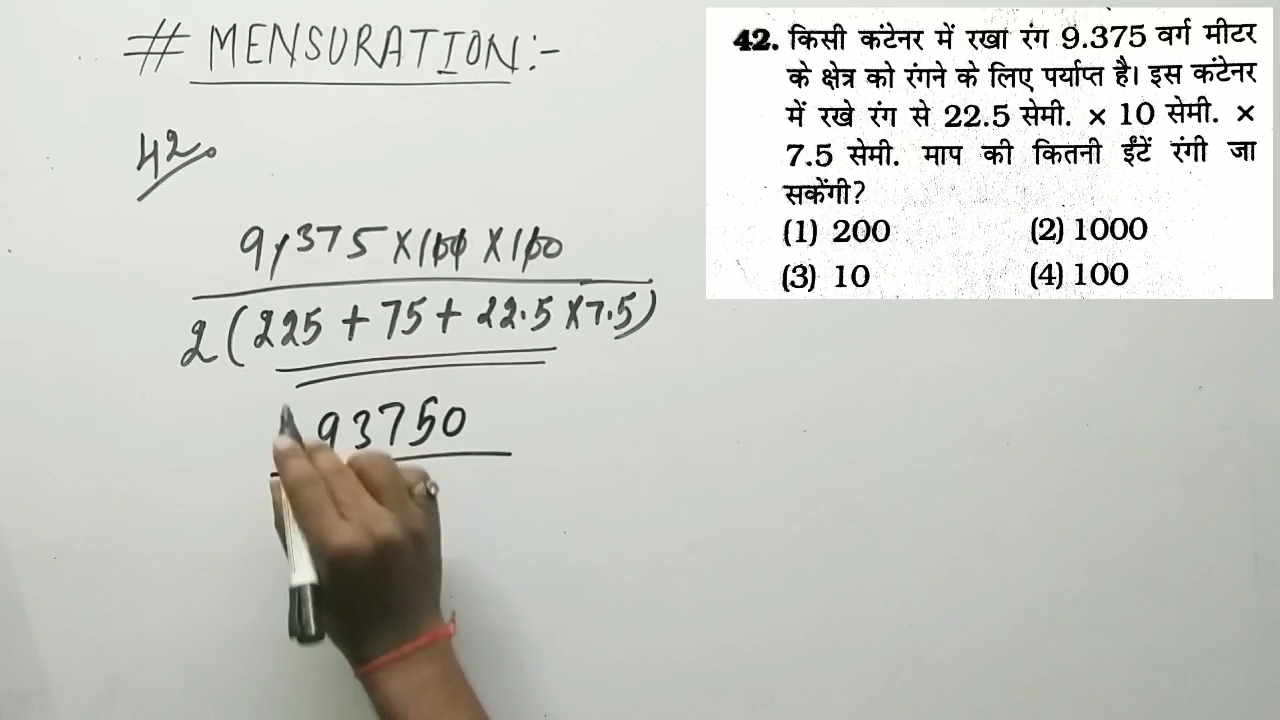 # MENSURATION :-
42.
9.375 × 100 × 100
2 ( 225 + 75 + 22.5 × 7.5 )
93750
42. किसी कंटेनर में रखा रंग 9.375 वर्ग मीटर
के क्षेत्र को रंगने के लिए पर्याप्त है। इस कंटेनर
में रखे रंग से 22.5 सेमी. × 10 सेमी. ×
7.5 सेमी. माप की कितनी ईंटें रंगी जा
सकेंगी?
(1) 200 (2) 1000
(3) 10 (4) 100